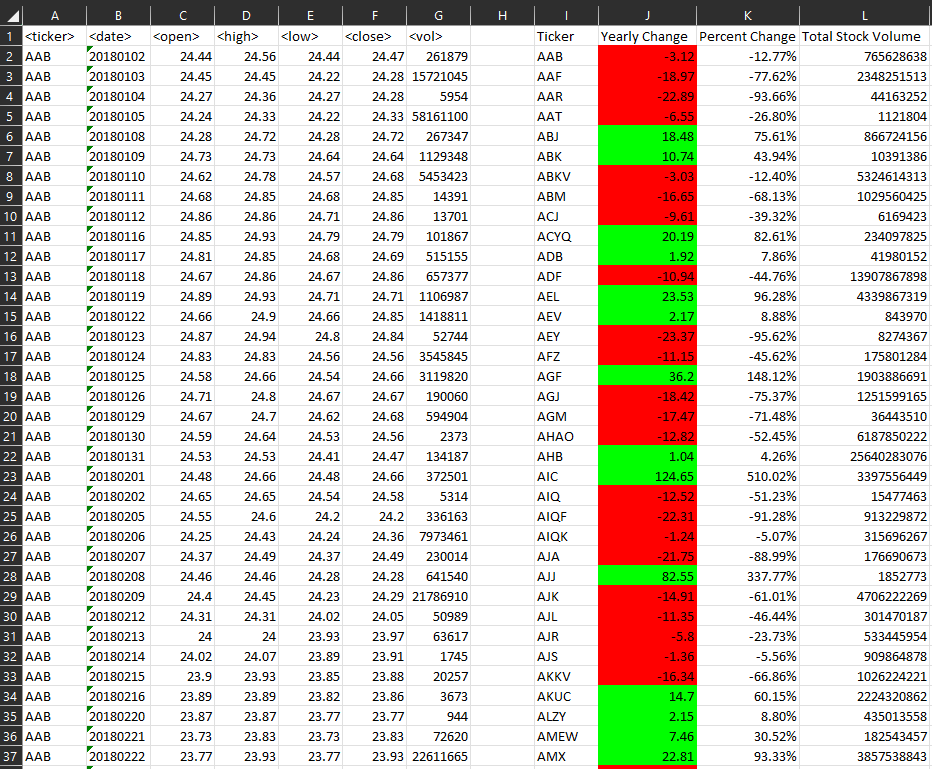 A B C D E F G H I J K L
1 <ticker> <date> <open> <high> <low> <close> <vol> Ticker Yearly Change Percent Change Total Stock Volume
2 AAB 20180102 24.44 24.56 24.44 24.47 261879 AAB -3.12 -12.77% 765628638
3 AAB 20180103 24.45 24.45 24.22 24.28 15721045 AAF -18.97 -77.62% 2348251513
4 AAB 20180104 24.27 24.36 24.27 24.28 5954 AAR -22.89 -93.66% 44163252
5 AAB 20180105 24.24 24.33 24.22 24.33 58161100 AAT -6.55 -26.80% 1121804
6 AAB 20180108 24.28 24.72 24.28 24.72 267347 ABJ 18.48 75.61% 866724156
7 AAB 20180109 24.73 24.73 24.64 24.64 1129348 ABK 10.74 43.94% 10391386
8 AAB 20180110 24.62 24.78 24.57 24.68 5453423 ABKV -3.03 -12.40% 5324614313
9 AAB 20180111 24.68 24.85 24.68 24.85 14391 ABM -16.65 -68.13% 1029560425
10 AAB 20180112 24.86 24.86 24.71 24.86 13701 ACJ -9.61 -39.32% 6169423
11 AAB 20180116 24.85 24.93 24.79 24.79 101867 ACYQ 20.19 82.61% 234097825
12 AAB 20180117 24.81 24.85 24.68 24.69 515155 ADB 1.92 7.86% 41980152
13 AAB 20180118 24.67 24.86 24.67 24.86 657377 ADF -10.94 -44.76% 13907867898
14 AAB 20180119 24.89 24.93 24.71 24.71 1106987 AEL 23.53 96.28% 4339867319
15 AAB 20180122 24.66 24.9 24.66 24.85 1418811 AEV 2.17 8.88% 843970
16 AAB 20180123 24.87 24.94 24.8 24.84 52744 AEY -23.37 -95.62% 8274367
17 AAB 20180124 24.83 24.83 24.56 24.56 3545845 AFZ -11.15 -45.62% 175801284
18 AAB 20180125 24.58 24.66 24.54 24.66 3119820 AGF 36.2 148.12% 1903886691
19 AAB 20180126 24.71 24.8 24.67 24.67 190060 AGJ -18.42 -75.37% 1251599165
20 AAB 20180129 24.67 24.7 24.62 24.68 594904 AGM -17.47 -71.48% 36443510
21 AAB 20180130 24.59 24.64 24.53 24.56 2373 AHAO -12.82 -52.45% 6187850222
22 AAB 20180131 24.53 24.53 24.41 24.47 134187 AHB 1.04 4.26% 25640283076
23 AAB 20180201 24.48 24.66 24.48 24.66 372501 AIC 124.65 510.02% 3397556449
24 AAB 20180202 24.65 24.65 24.54 24.58 5314 AIQ -12.52 -51.23% 15477463
25 AAB 20180205 24.55 24.6 24.2 24.2 336163 AIQF -22.31 -91.28% 913229872
26 AAB 20180206 24.25 24.43 24.24 24.36 7973461 AIQK -1.24 -5.07% 315696267
27 AAB 20180207 24.37 24.49 24.37 24.49 230014 AJA -21.75 -88.99% 176690673
28 AAB 20180208 24.46 24.46 24.28 24.28 641540 AJJ 82.55 337.77% 1852773
29 AAB 20180209 24.4 24.45 24.23 24.29 21786910 AJK -14.91 -61.01% 4706222269
30 AAB 20180212 24.31 24.31 24.02 24.05 50989 AJL -11.35 -46.44% 301470187
31 AAB 20180213 24 24 23.93 23.97 63617 AJR -5.8 -23.73% 533445954
32 AAB 20180214 24.02 24.07 23.89 23.91 1745 AJS -1.36 -5.56% 909864878
33 AAB 20180215 23.9 23.93 23.85 23.88 20257 AKKV -16.34 -66.86% 1026224221
34 AAB 20180216 23.89 23.89 23.82 23.86 3673 AKUC 14.7 60.15% 2224320862
35 AAB 20180220 23.87 23.87 23.77 23.77 944 ALZY 2.15 8.80% 435013558
36 AAB 20180221 23.73 23.83 23.73 23.83 72620 AMEW 7.46 30.52% 182543457
37 AAB 20180222 23.77 23.93 23.77 23.93 22611665 AMX 22.81 93.33% 3857538843